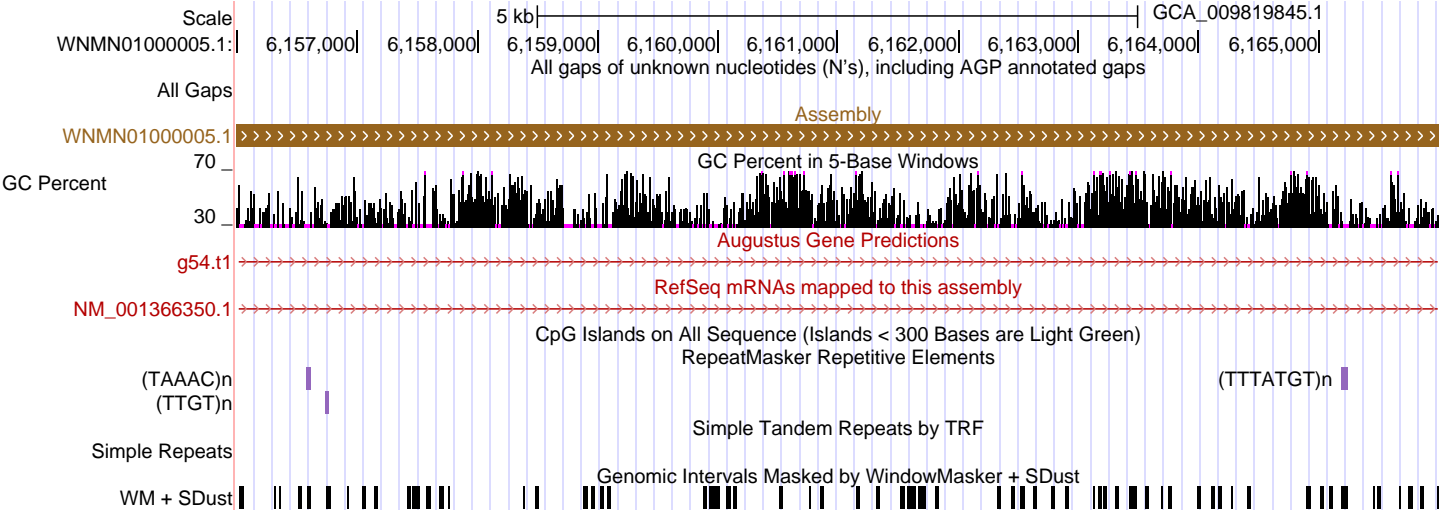 Scale 5 kb GCA_009819845.1
WNMN01000005.1: 6,157,000 6,158,000 6,159,000 6,160,000 6,161,000 6,162,000 6,163,000 6,164,000 6,165,000
All gaps of unknown nucleotides (N's), including AGP annotated gaps
All Gaps
Assembly
WNMN01000005.1
GC Percent in 5-Base Windows
70
GC Percent
30
Augustus Gene Predictions
g54.t1
RefSeq mRNAs mapped to this assembly
NM_001366350.1
CpG Islands on All Sequence (Islands < 300 Bases are Light Green)
RepeatMasker Repetitive Elements
(TAAAC)n (TTTATGT)n
(TTGT)n
Simple Tandem Repeats by TRF
Simple Repeats
Genomic Intervals Masked by WindowMasker + SDust
WM + SDust